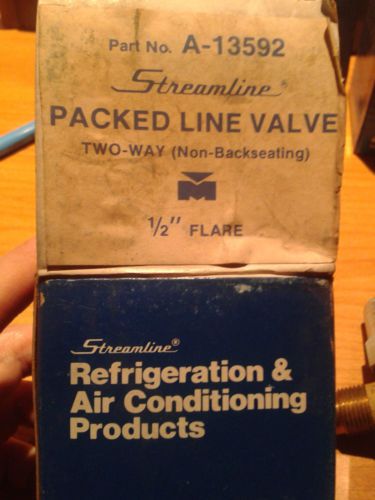 Part No. A-13592
Streamline®
PACKED LINE VALVE
TWO-WAY (Non-Backseating)
1/2" FLARE
Streamline®
Refrigeration &
Air Conditioning
Products